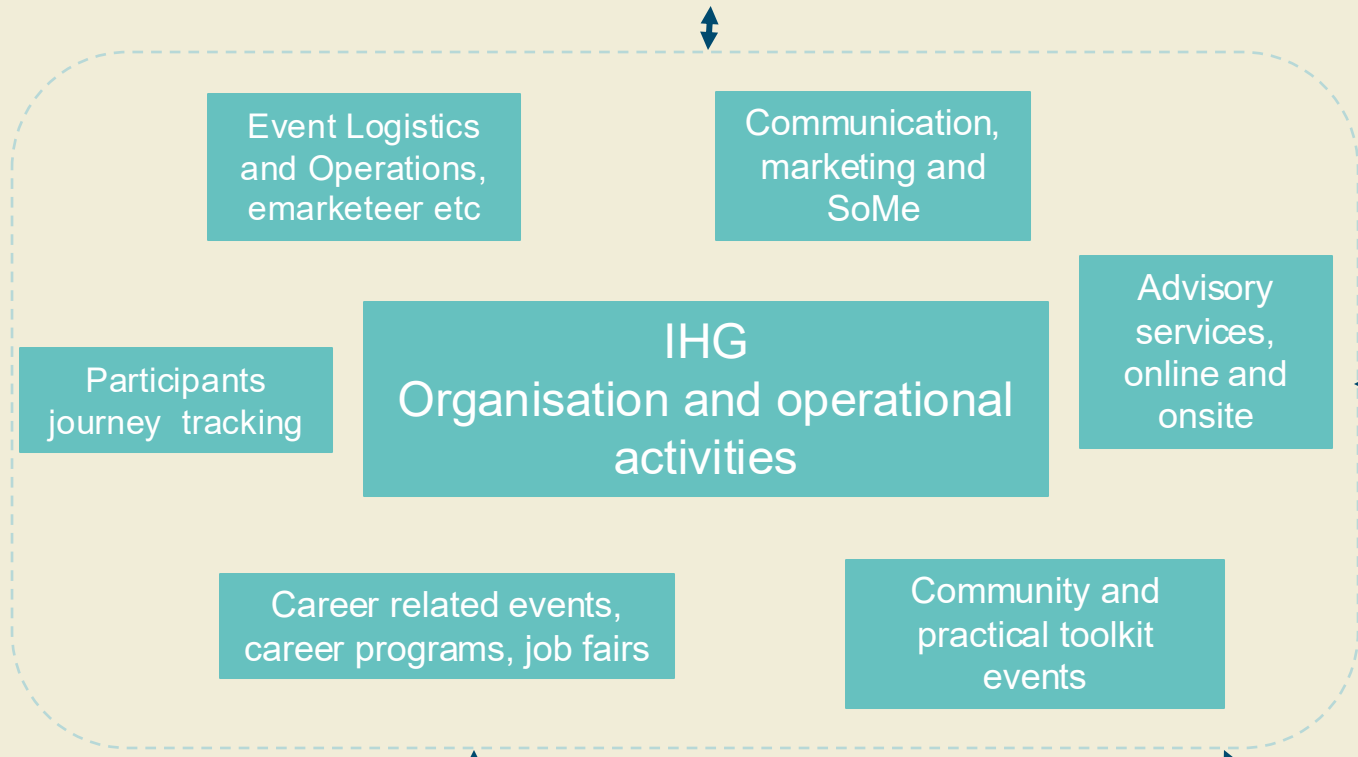 Event Logistics
and Operations,
emarketeer etc
Communication,
marketing and
SoMe
Advisory
services,
online and
onsite
IHG
Organisation and operational
activities
Participants
journey tracking
Career related events,
career programs, job fairs
Community and
practical toolkit
events